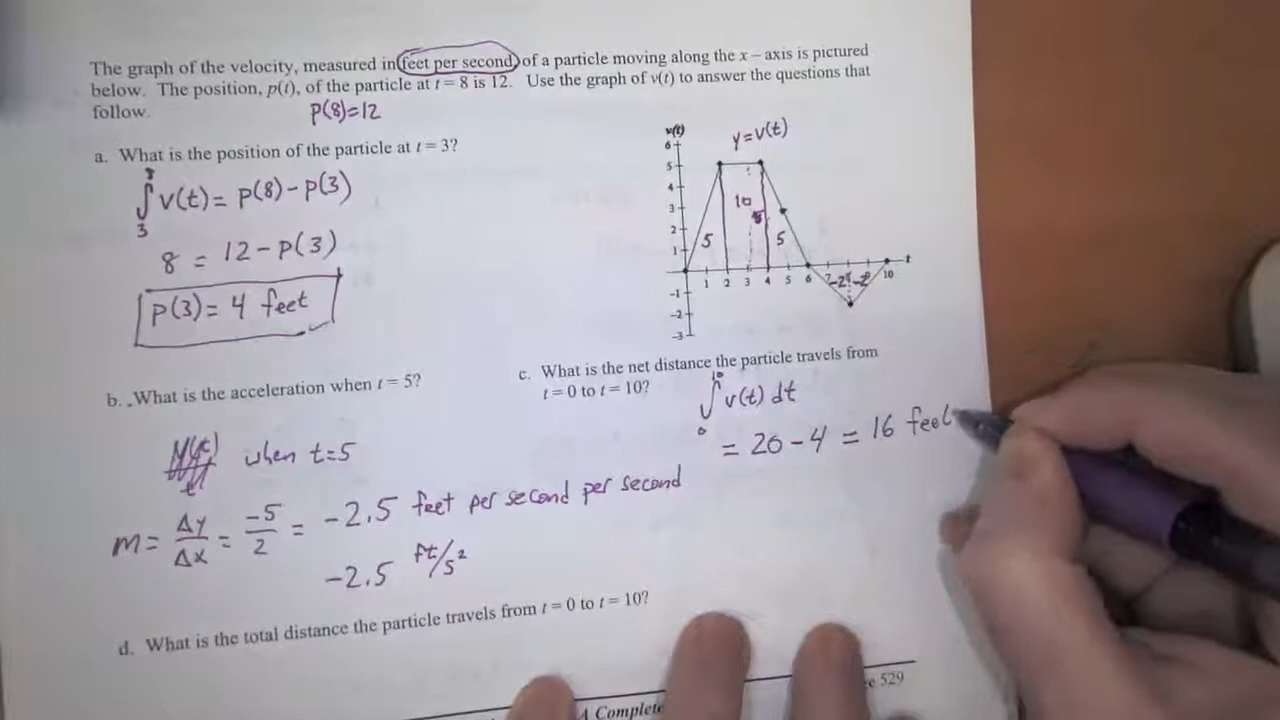 The graph of the velocity, measured in feet per second, of a particle moving along the x – axis is pictured
below. The position, p(t), of the particle at t = 8 is 12. Use the graph of v(t) to answer the questions that
follow.
p(8)=12
a. What is the position of the particle at t = 3?
8
∫ v(t) = p(8) - p(3)
3
8 = 12 - p(3)
p(3) = 4 feet
v(t)
y=v(t)
6
5
4
3
2
1
-1
-2
-3
5
10
5
-2
-2
1 2 3 4 5 6 7 10
t
b. What is the acceleration when t = 5?
when t=5
m = Δy/Δx = -5/2 = -2.5 feet per second per second
-2.5 ft/s²
c. What is the net distance the particle travels from
t = 0 to t = 10?
10
∫ v(t) dt
0
= 20 - 4 = 16 feet
d. What is the total distance the particle travels from t = 0 to t = 10?
A Complete
529